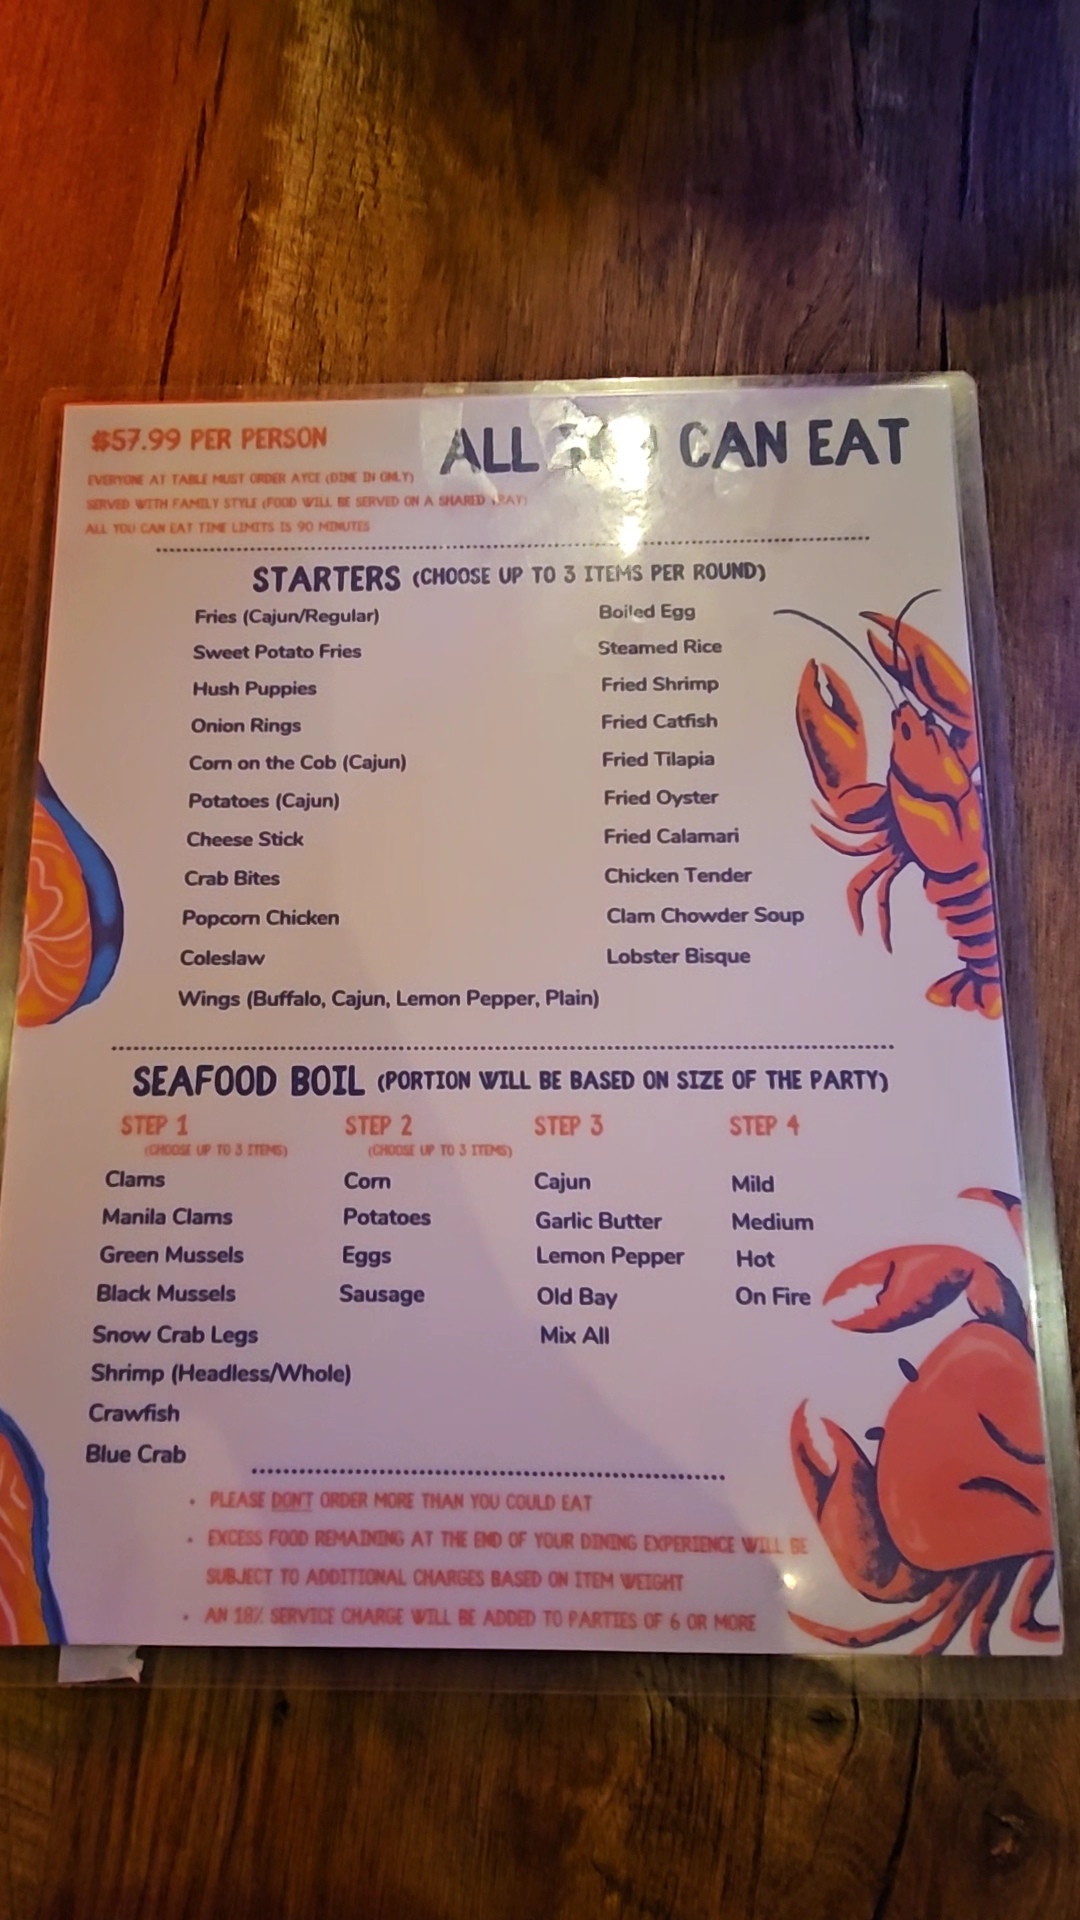 $57.99 PER PERSON
ALL YOU CAN EAT
EVERYONE AT TABLE MUST ORDER AYCE (DINE IN ONLY)
SERVED WITH FAMILY STYLE (FOOD WILL BE SERVED ON A SHARED TRAY)
ALL YOU CAN EAT TIME LIMITS IS 90 MINUTES
STARTERS (CHOOSE UP TO 3 ITEMS PER ROUND)
Fries (Cajun/Regular)
Sweet Potato Fries
Hush Puppies
Onion Rings
Corn on the Cob (Cajun)
Potatoes (Cajun)
Cheese Stick
Crab Bites
Popcorn Chicken
Coleslaw
Wings (Buffalo, Cajun, Lemon Pepper, Plain)
Boiled Egg
Steamed Rice
Fried Shrimp
Fried Catfish
Fried Tilapia
Fried Oyster
Fried Calamari
Chicken Tender
Clam Chowder Soup
Lobster Bisque
SEAFOOD BOIL (PORTION WILL BE BASED ON SIZE OF THE PARTY)
STEP 1
(CHOOSE UP TO 3 ITEMS)
Clams
Manila Clams
Green Mussels
Black Mussels
Snow Crab Legs
Shrimp (Headless/Whole)
Crawfish
Blue Crab
STEP 2
(CHOOSE UP TO 3 ITEMS)
Corn
Potatoes
Eggs
Sausage
STEP 3
Cajun
Garlic Butter
Lemon Pepper
Old Bay
Mix All
STEP 4
Mild
Medium
Hot
On Fire
• PLEASE DON'T ORDER MORE THAN YOU COULD EAT
• EXCESS FOOD REMAINING AT THE END OF YOUR DINING EXPERIENCE WILL BE
SUBJECT TO ADDITIONAL CHARGES BASED ON ITEM WEIGHT
• AN 18% SERVICE CHARGE WILL BE ADDED TO PARTIES OF 6 OR MORE